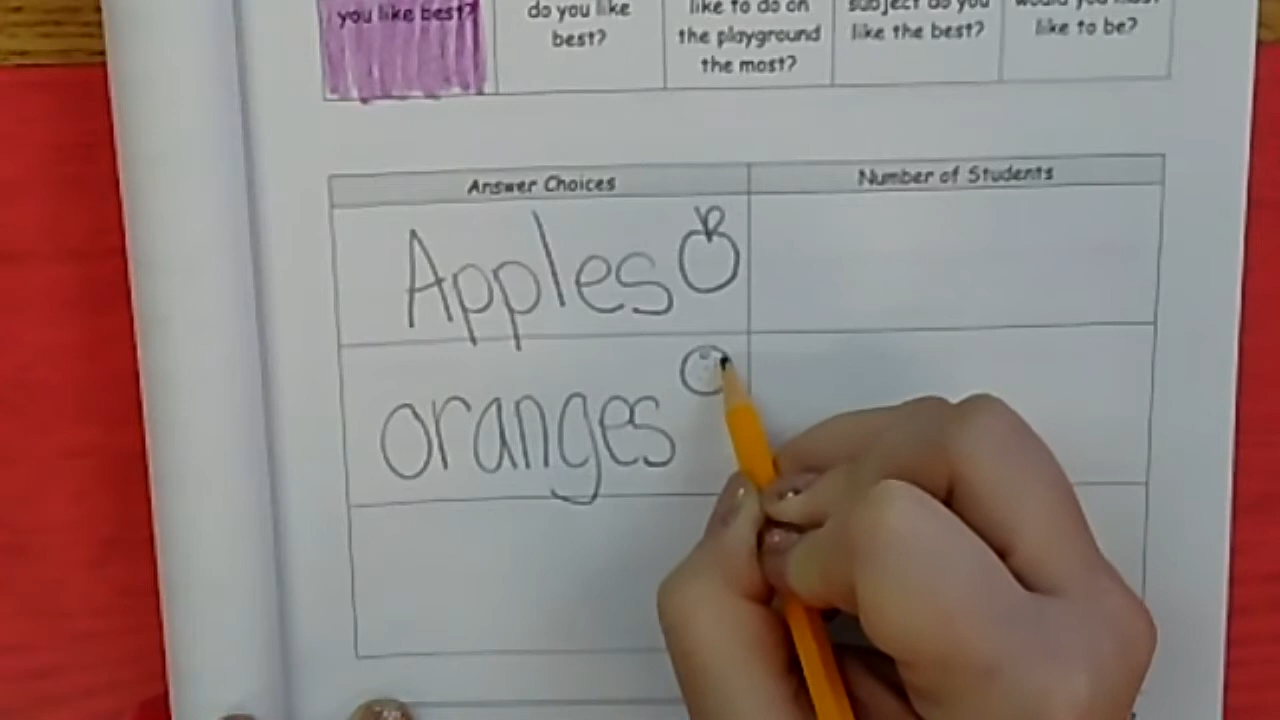 you like best?
do you like
best?
like to do on
the playground
the most?
subject do you
like the best?
would you most
like to be?
Answer Choices
Number of Students
Apples
oranges